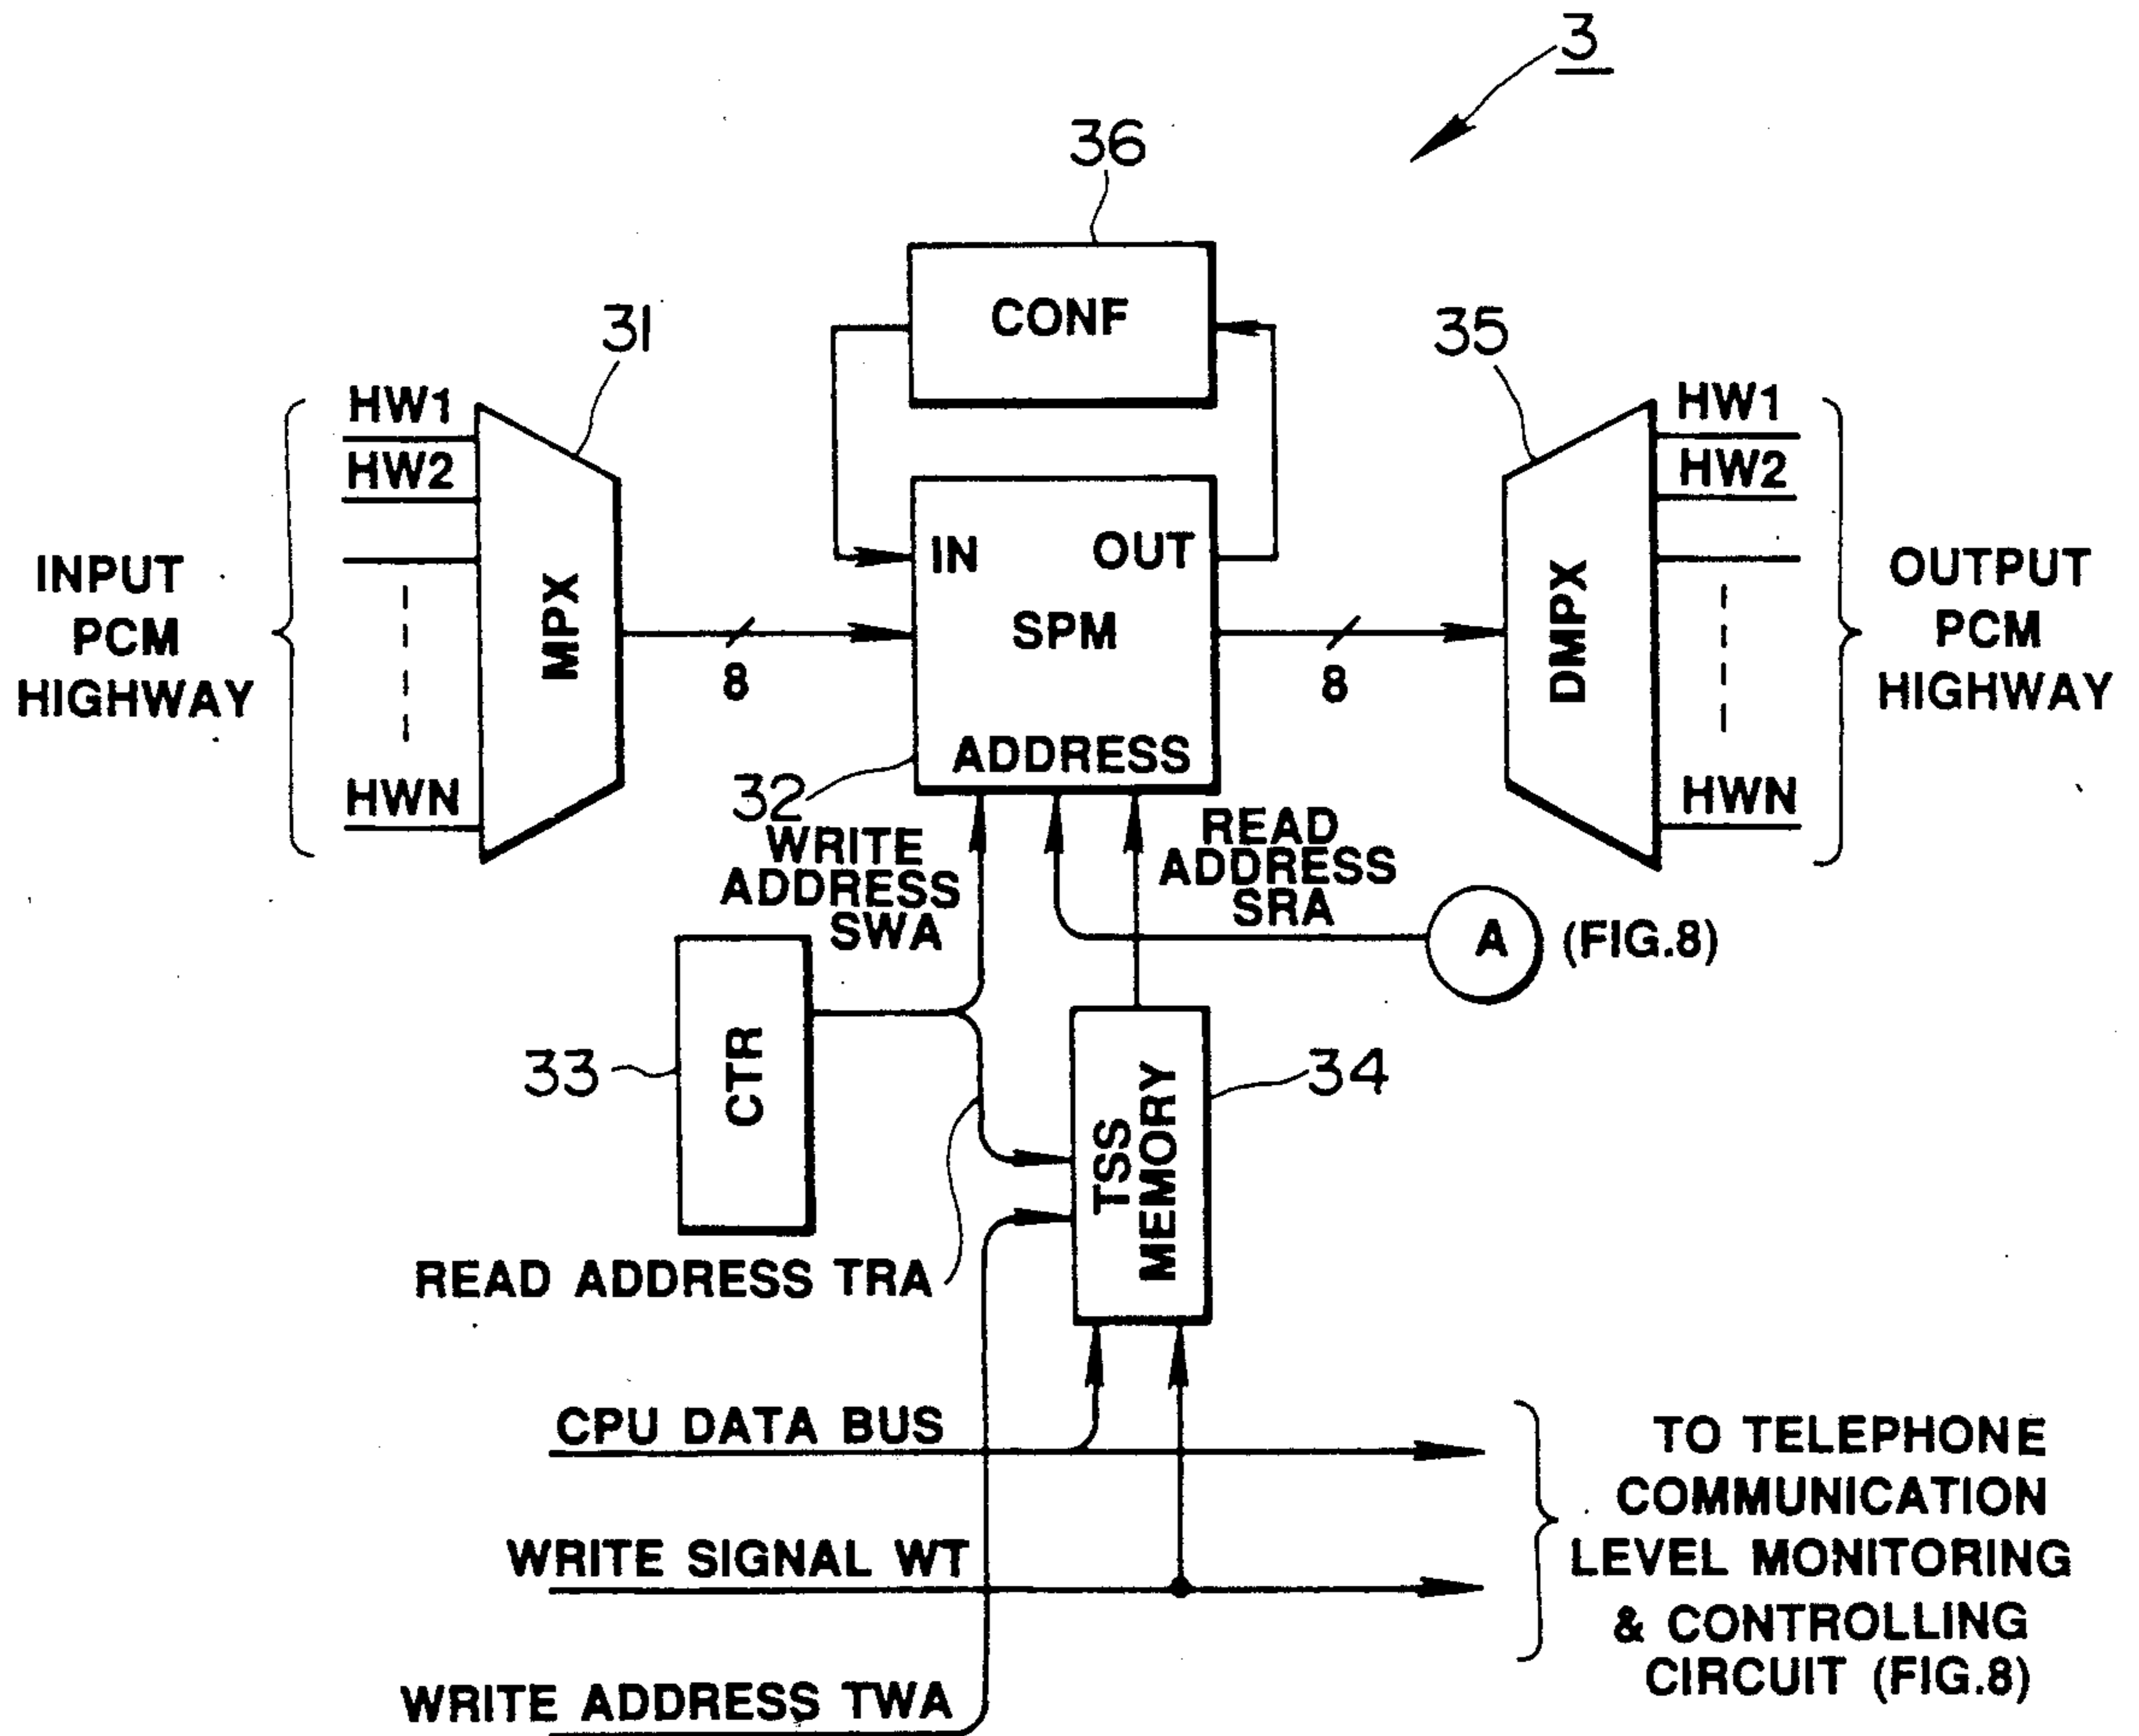 3
36
CONF
31
35
HW1
HW2
HWN
INPUT
PCM
HIGHWAY
MPX
8
IN
OUT
SPM
ADDRESS
32
8
DMPX
HW1
HW2
HWN
OUTPUT
PCM
HIGHWAY
WRITE
ADDRESS
SWA
READ
ADDRESS
SRA
A
(FIG.8)
33
CTR
34
TSS
MEMORY
READ ADDRESS TRA
CPU DATA BUS
WRITE SIGNAL WT
WRITE ADDRESS TWA
TO TELEPHONE
COMMUNICATION
LEVEL MONITORING
& CONTROLLING
CIRCUIT (FIG.8)